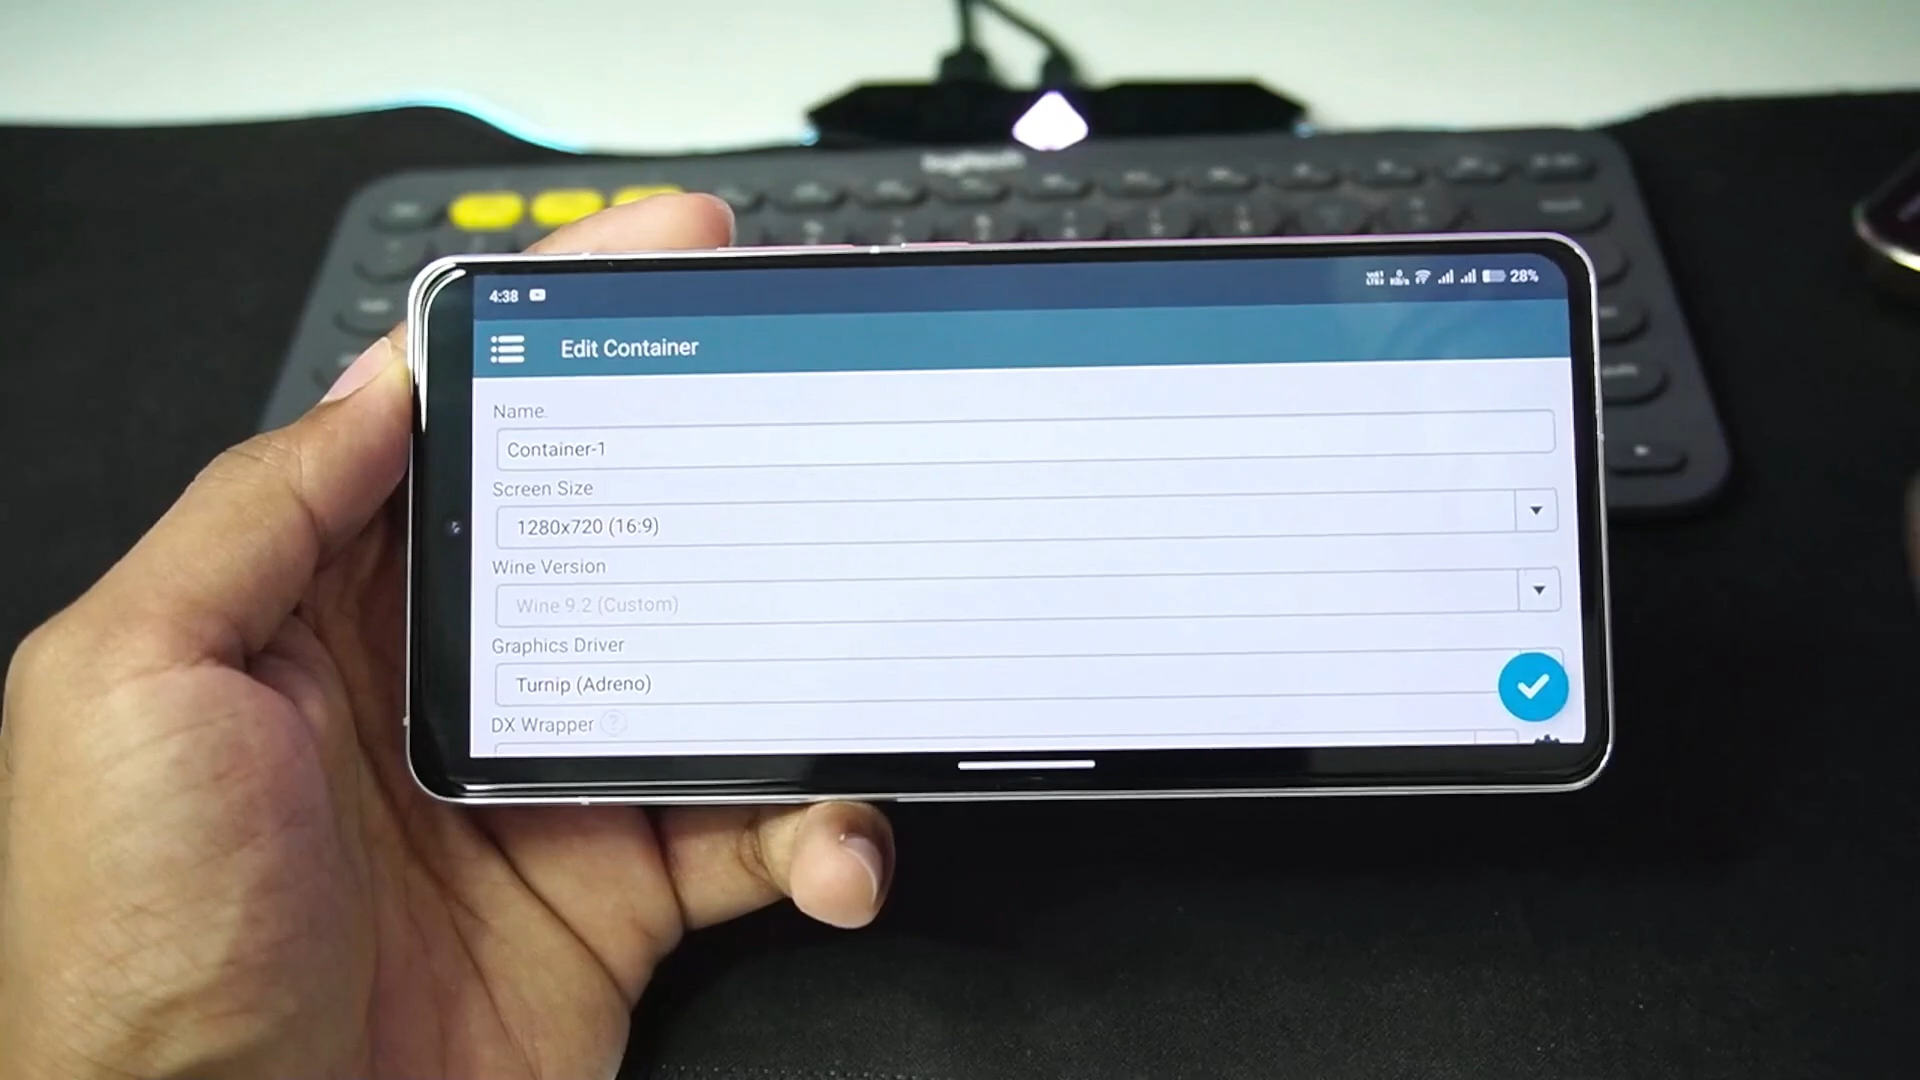 logitech
4:38
28%
Edit Container
Name
Container-1
Screen Size
1280x720 (16:9)
Wine Version
Wine 9.2 (Custom)
Graphics Driver
Turnip (Adreno)
DX Wrapper ?